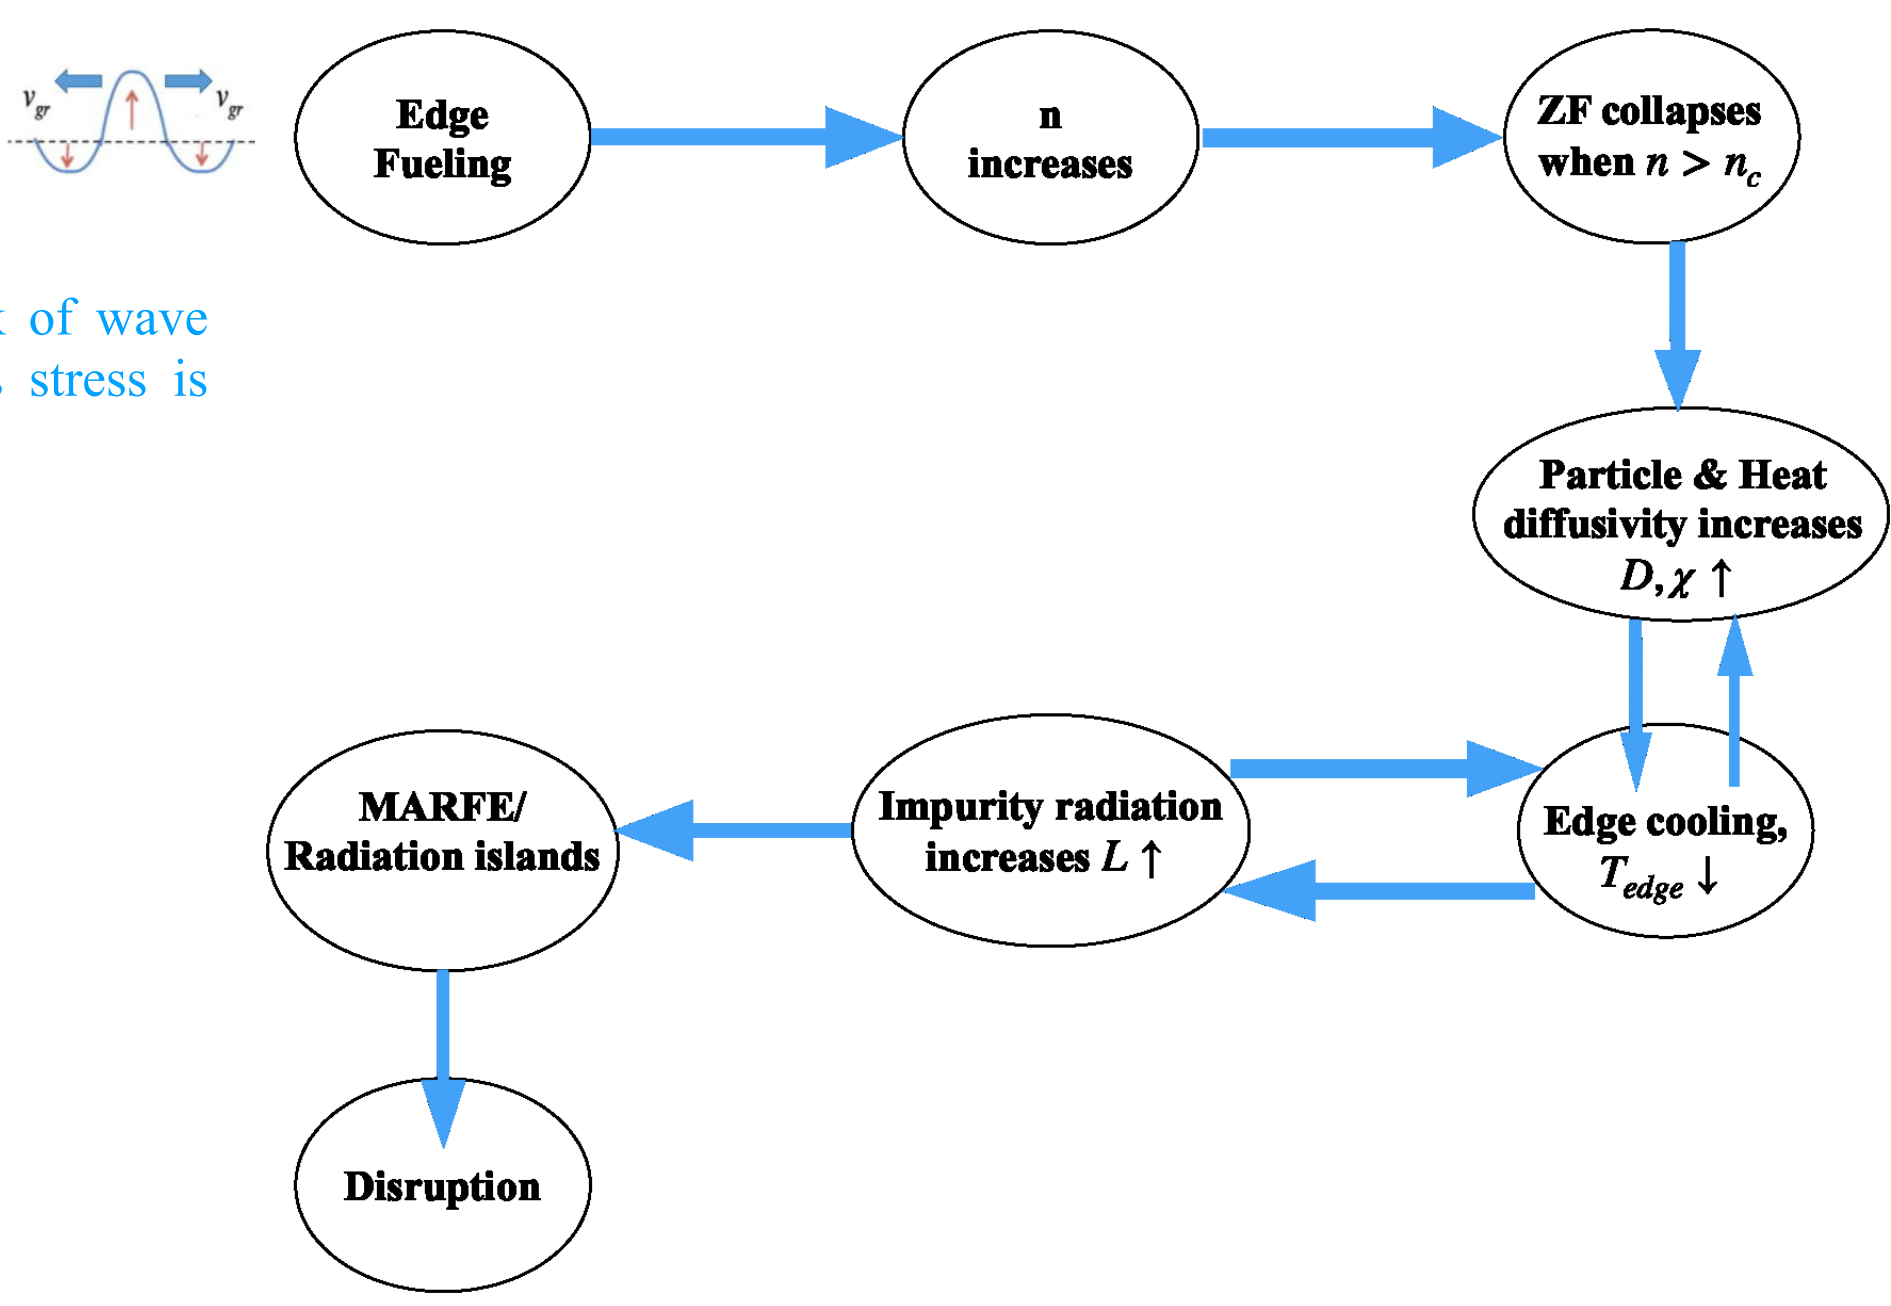 v_gr
v_gr
of wave
stress is
Edge
Fueling
n
increases
ZF collapses
when n > n_c
Particle & Heat
diffusivity increases
D, χ ↑
Edge cooling,
T_edge ↓
Impurity radiation
increases L ↑
MARFE/
Radiation islands
Disruption